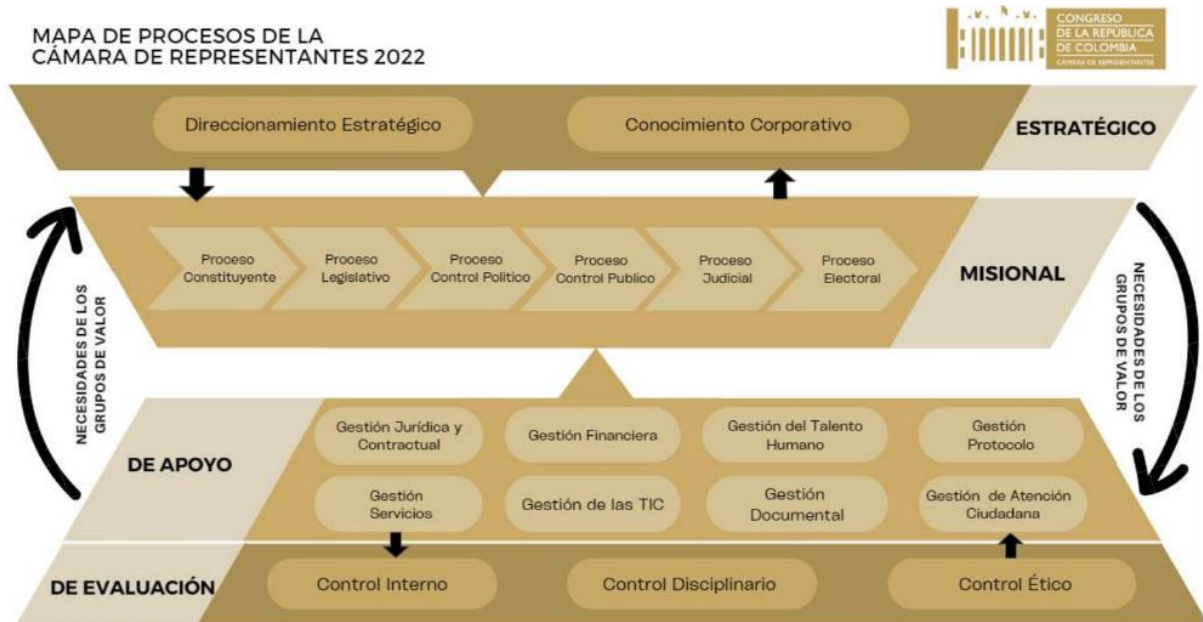 MAPA DE PROCESOS DE LA
CÁMARA DE REPRESENTANTES 2022
CONGRESO
DE LA REPÚBLICA
DE COLOMBIA
CÁMARA DE REPRESENTANTES
Direccionamiento Estratégico
Conocimiento Corporativo
ESTRATÉGICO
Proceso
Constituyente
Proceso
Legislativo
Proceso
Control Politico
Proceso
Control Publico
Proceso
Judicial
Proceso
Electoral
MISIONAL
NECESIDADES DE LOS
GRUPOS DE VALOR
NECESIDADES DE LOS
GRUPOS DE VALOR
DE APOYO
Gestión Jurídica y
Contractual
Gestión Financiera
Gestión del Talento
Humano
Gestión
Protocolo
Gestión
Servicios
Gestión de las TIC
Gestión
Documental
Gestión de Atención
Ciudadana
DE EVALUACIÓN
Control Interno
Control Disciplinario
Control Ético